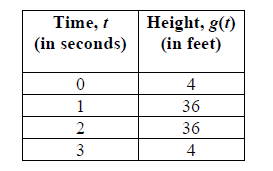 Time, t Height, g(t)
(in seconds) (in feet)
0 4
1 36
2 36
3 4